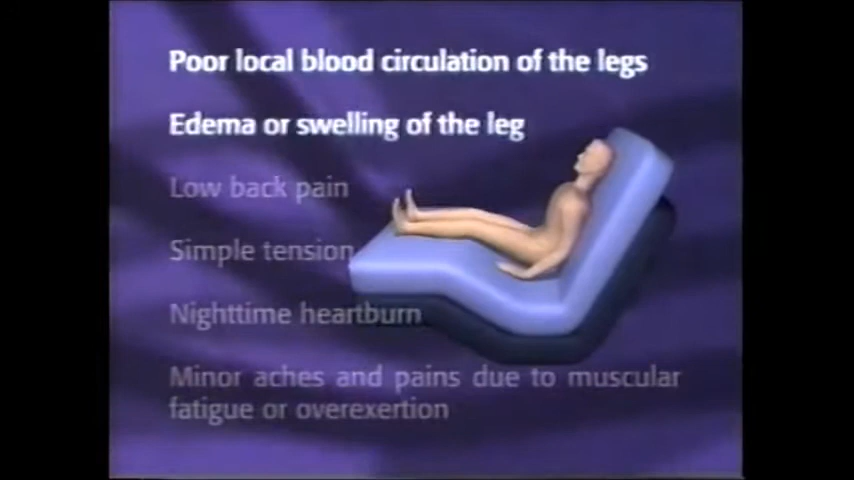 Poor local blood circulation of the legs
Edema or swelling of the leg
Low back pain
Simple tension
Nighttime heartburn
Minor aches and pains due to muscular
fatigue or overexertion